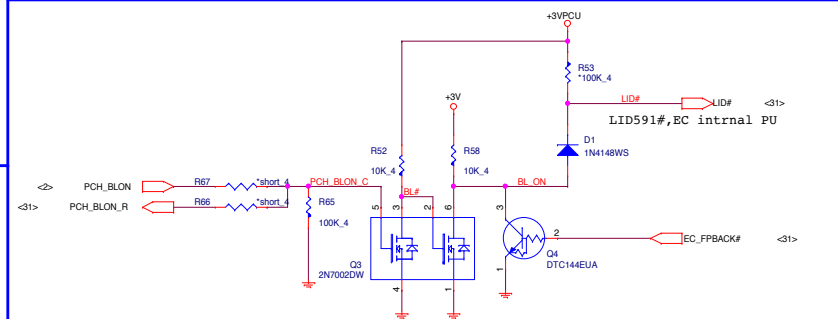 +3VPCU
R53
*100K_4
+3V
LID#
LID#
<31>
LID591#,EC intrnal PU
D1
1N4148WS
R52
10K_4
R58
10K_4
<2>
PCH_BLON
R67
*short_4
PCH_BLON_C
BL#
BL_ON
<31>
PCH_BLON_R
R66
*short_4
R65
100K_4
5
3
2
6
3
2
EC_FPBACK#
<31>
Q3
2N7002DW
Q4
DTC144EUA
4
1
1